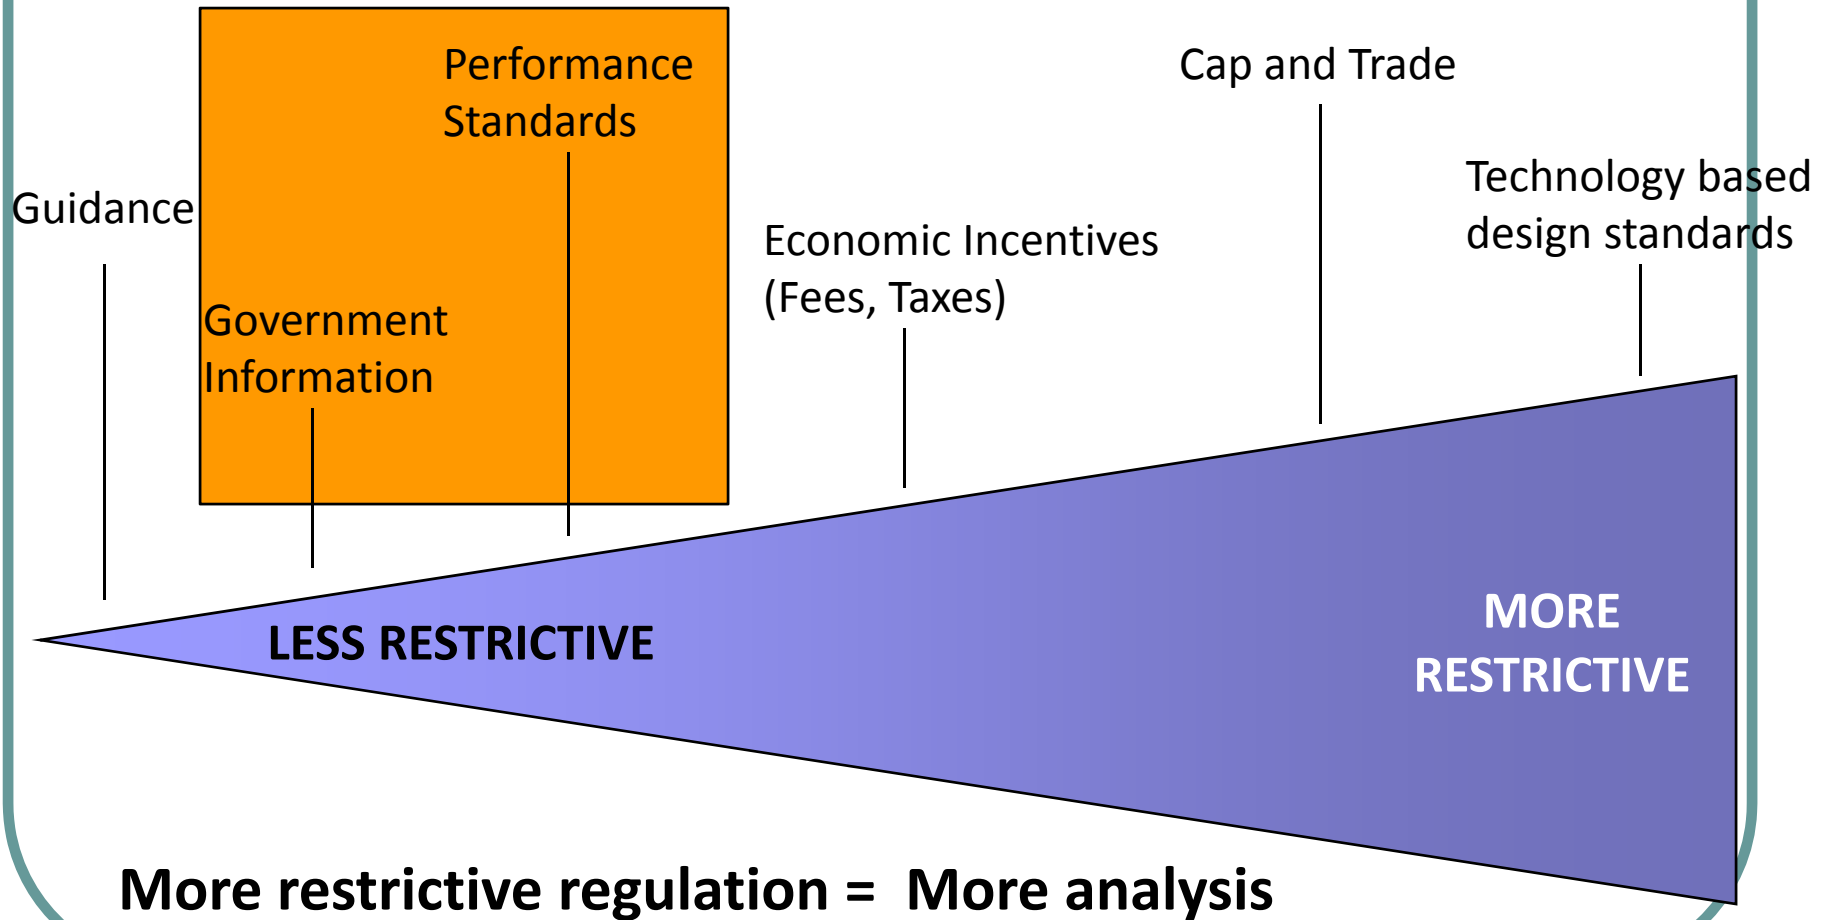 Performance
Standards
Cap and Trade
Technology based
design standards
Guidance
Economic Incentives
(Fees, Taxes)
Government
Information
LESS RESTRICTIVE
MORE
RESTRICTIVE
More restrictive regulation = More analysis